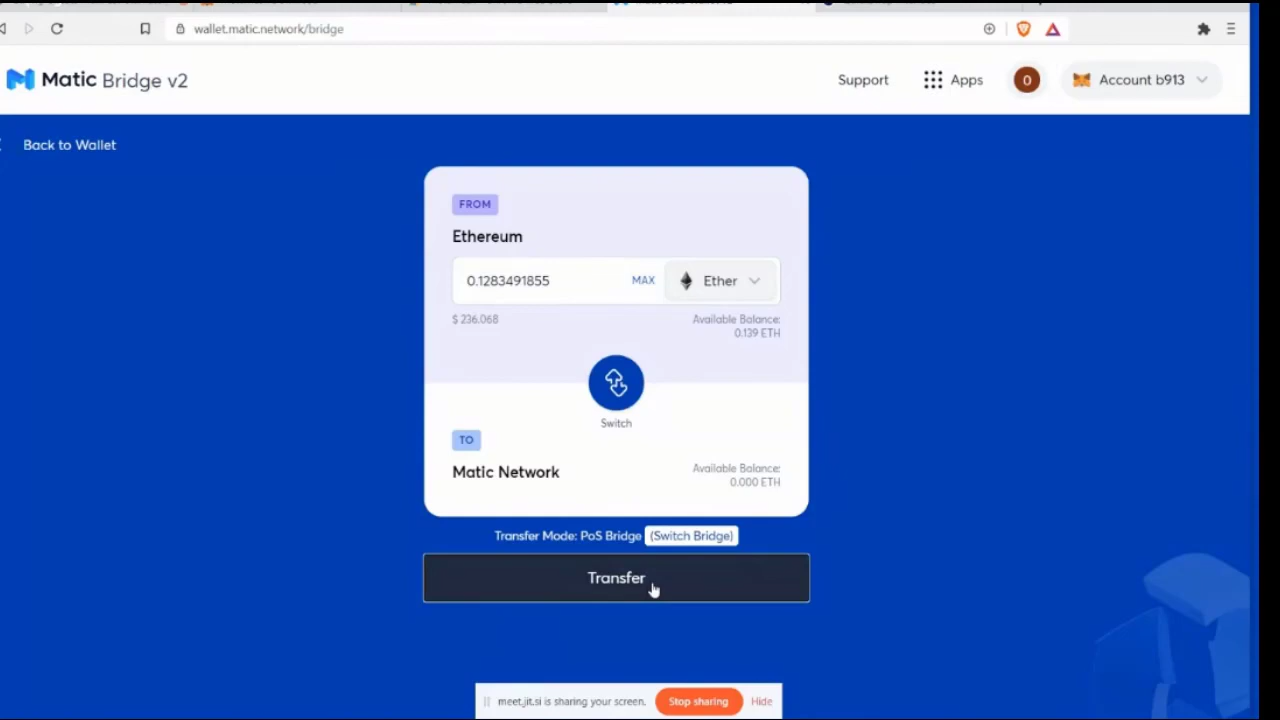 wallet.matic.network/bridge
Matic Bridge v2
Support
Apps
0
Account b913
Back to Wallet
FROM
Ethereum
0.1283491855
MAX
Ether
$ 236.068
Available Balance:
0.139 ETH
Switch
TO
Matic Network
Available Balance:
0.000 ETH
Transfer Mode: PoS Bridge (Switch Bridge)
Transfer
meet.jit.si is sharing your screen.
Stop sharing
Hide